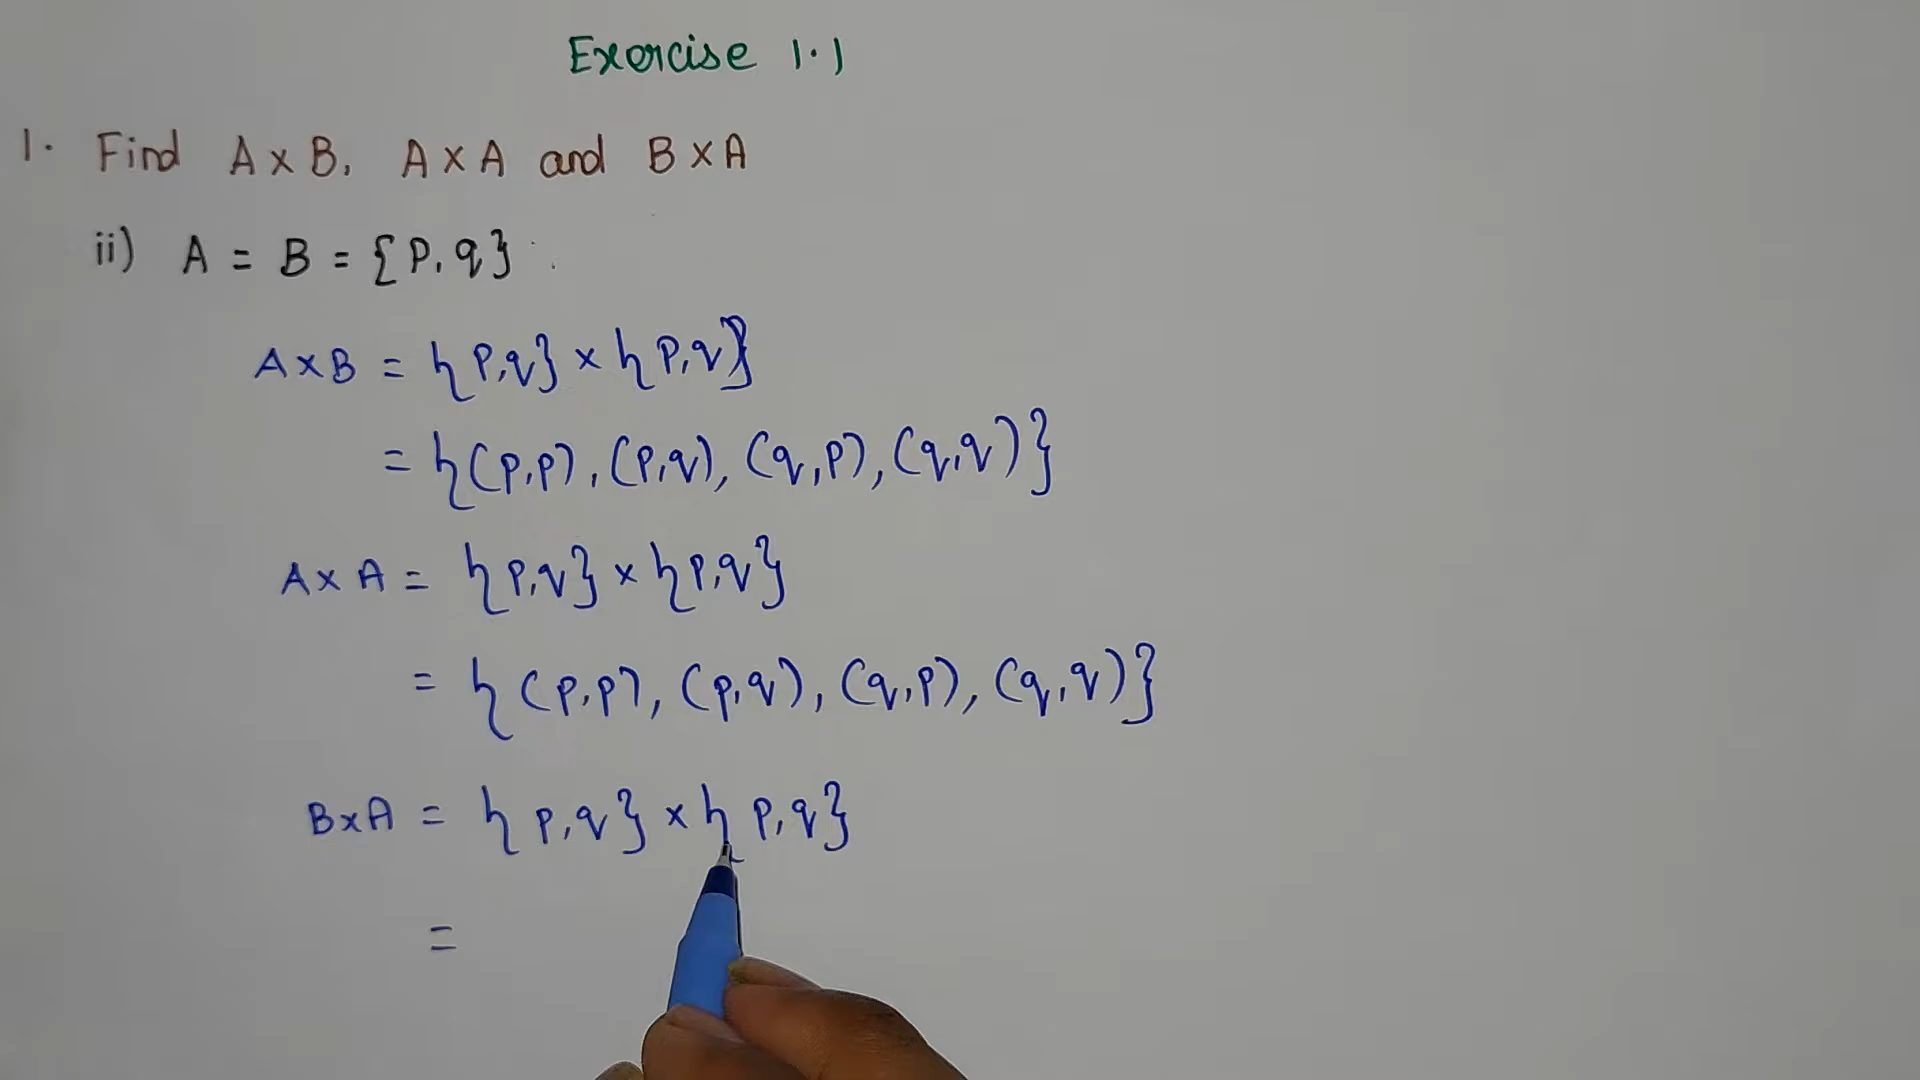 Exercise 1.1
1. Find A x B, A x A and B x A
ii) A = B = {p, q}
A x B = {p, q} x {p, q}
= {(p, p), (p, q), (q, p), (q, q)}
A x A = {p, q} x {p, q}
= {(p, p), (p, q), (q, p), (q, q)}
B x A = {p, q} x {p, q}
=